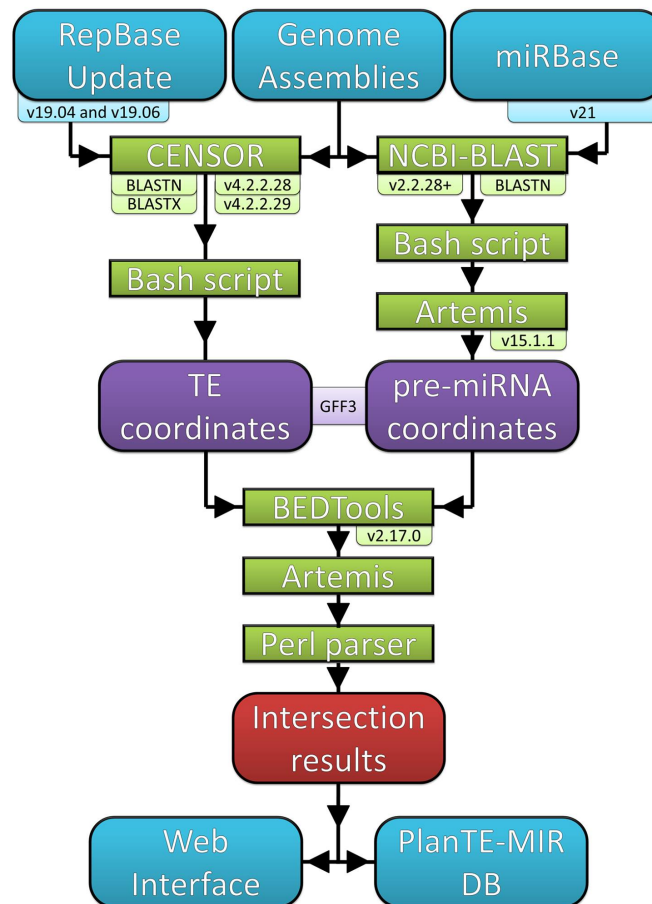 RepBase
Update
Genome
Assemblies
miRBase
v19.04 and v19.06
v21
CENSOR
NCBI-BLAST
BLASTN
v4.2.2.28
v2.2.28+
BLASTN
BLASTX
v4.2.2.29
Bash script
Bash script
Artemis
v15.1.1
TE
coordinates
GFF3
pre-miRNA
coordinates
BEDTools
v2.17.0
Artemis
Perl parser
Intersection
results
Web
Interface
PlanTE-MIR
DB